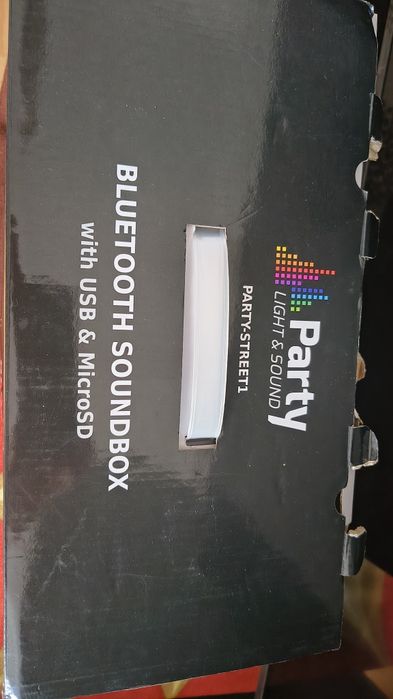 Party
LIGHT & SOUND
PARTY-STREET1
BLUETOOTH SOUNDBOX
with USB & MicroSD